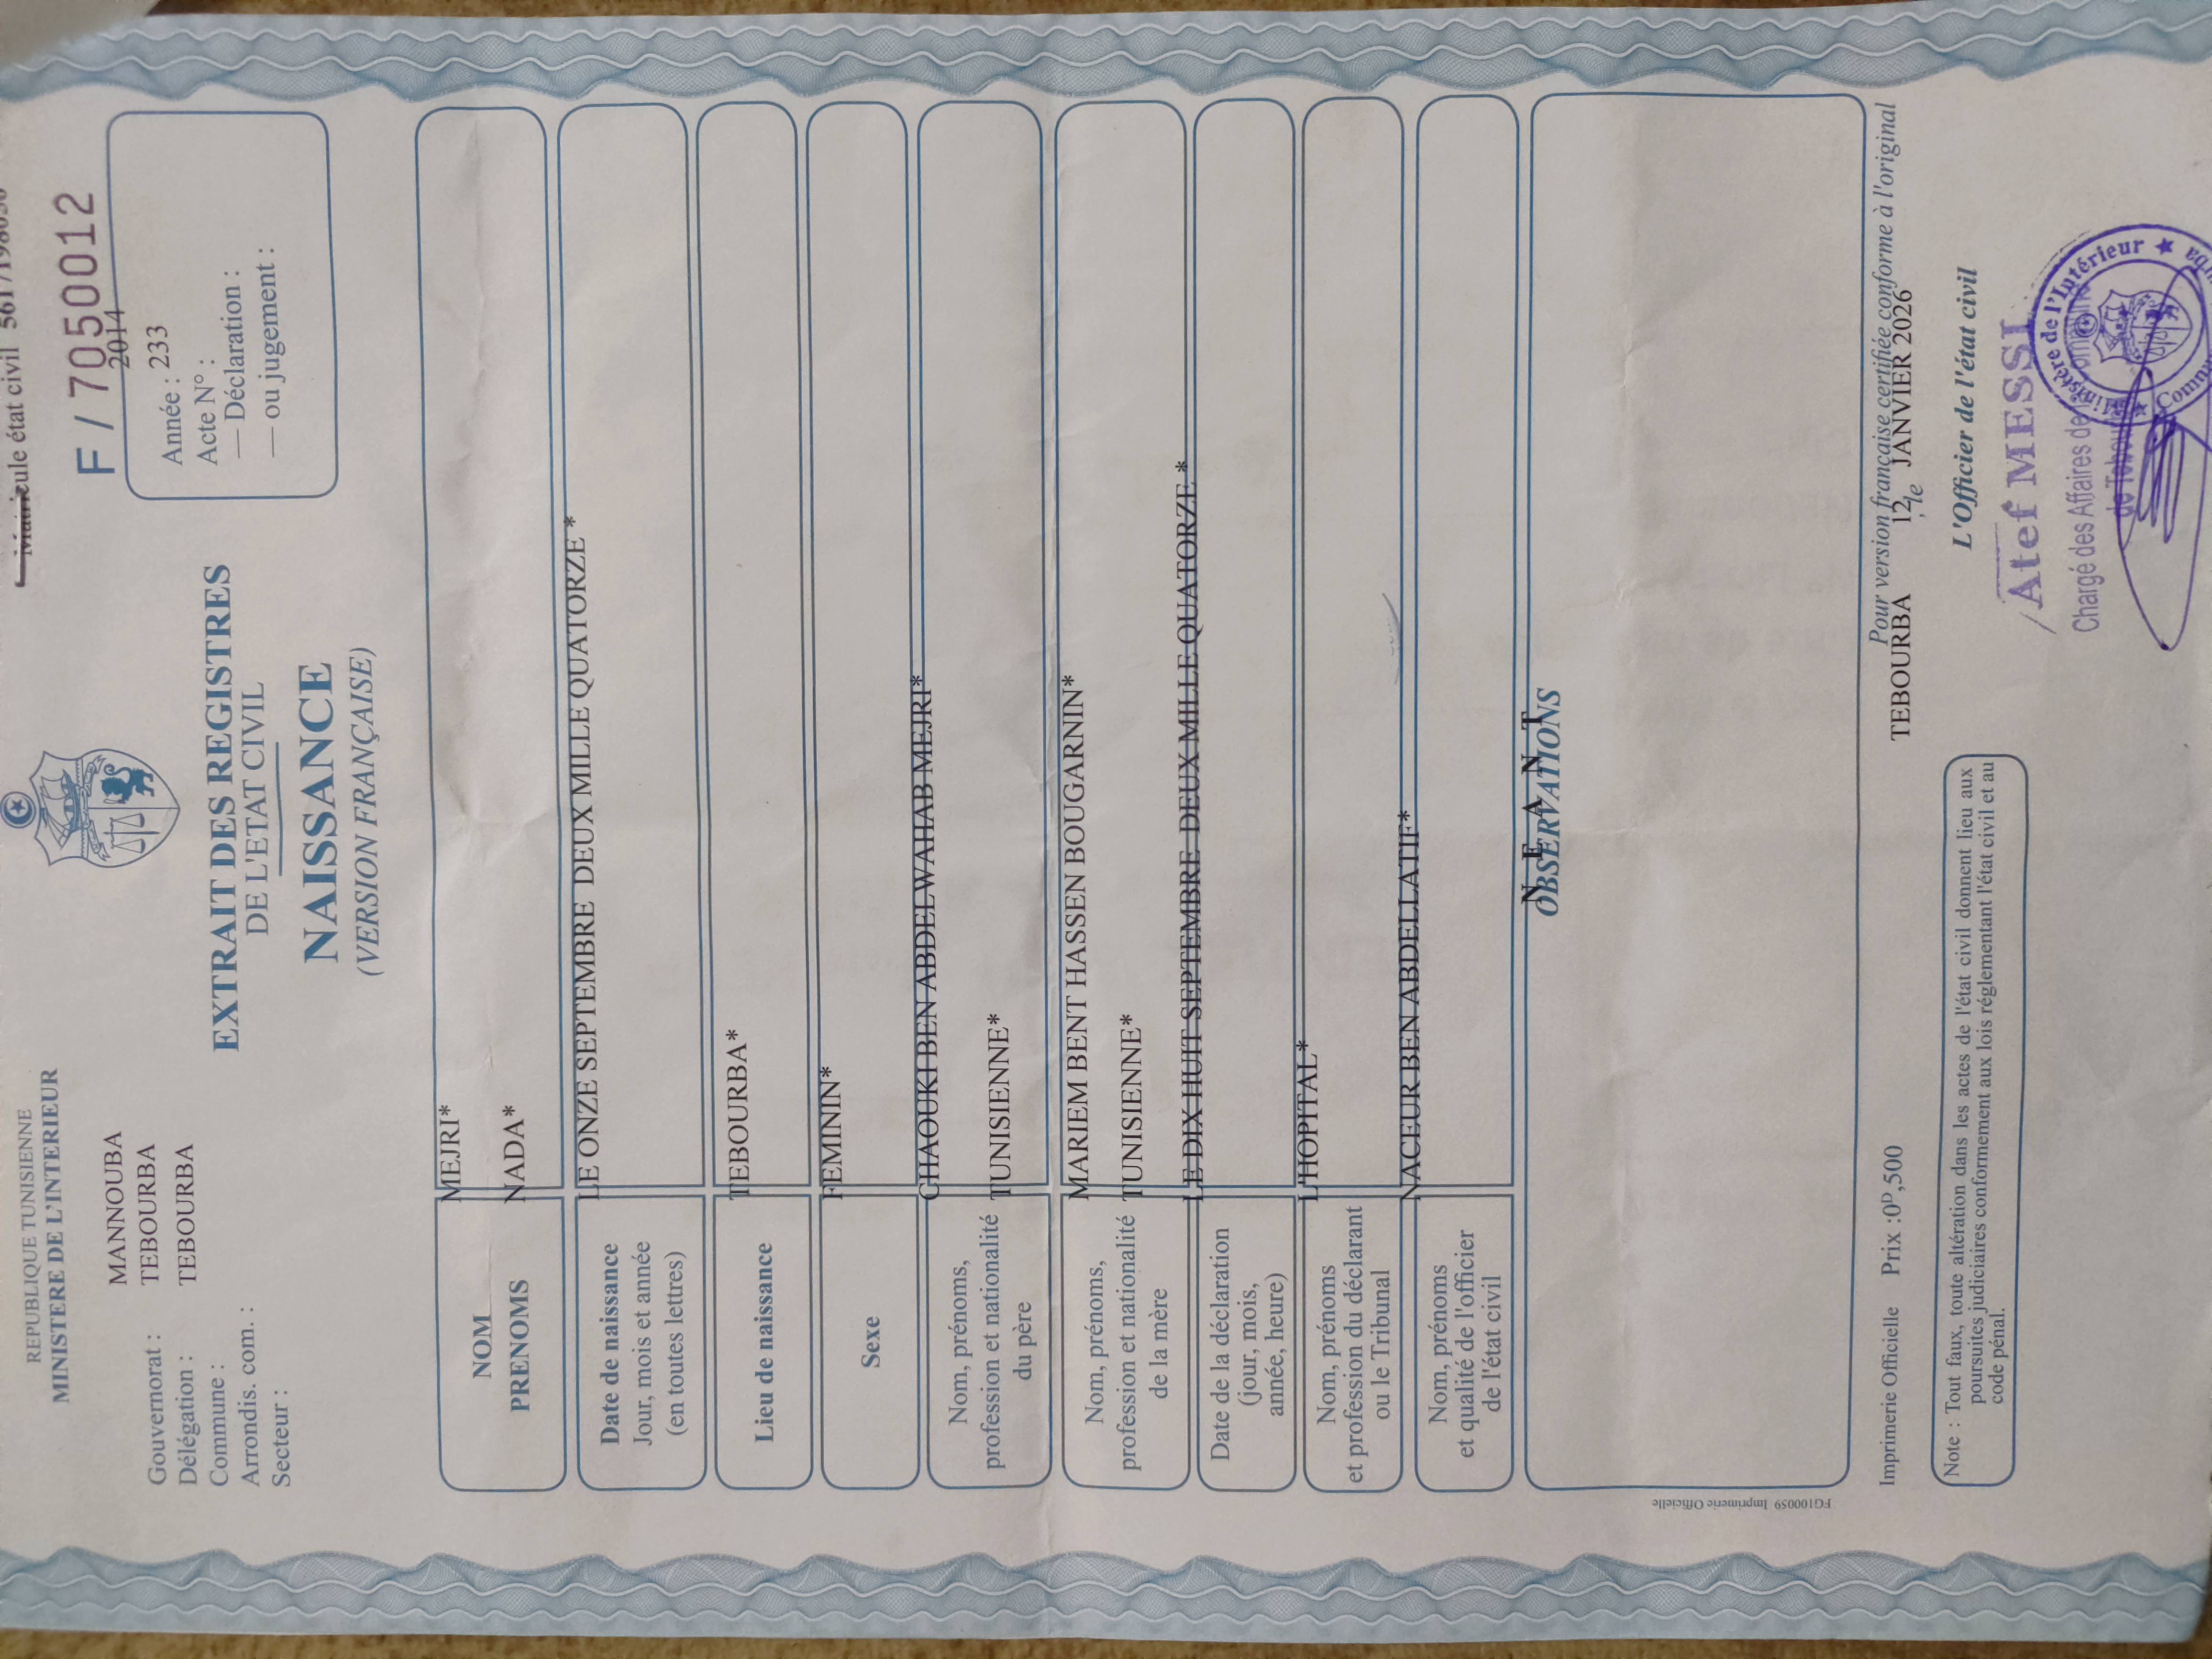 état civil
REPUBLIQUE TUNISIENNE
MINISTERE DE L'INTERIEUR
F / 7050012
MANNOUBA
Gouvernorat :
TEBOURBA
Délégation :
TEBOURBA
Commune :
Arrondis. com. :
Secteur :
2014
Année : 233
Acte N° :
— Déclaration :
— ou jugement :
EXTRAIT DES REGISTRES
DE L'ETAT CIVIL
NAISSANCE
(VERSION FRANÇAISE)
NOM
MEJRI*
PRENOMS
NADA*
Date de naissance
Jour, mois et année
(en toutes lettres)
LE ONZE SEPTEMBRE DEUX MILLE QUATORZE *
Lieu de naissance
TEBOURBA*
Sexe
FEMININ*
Nom, prénoms,
profession et nationalité
du père
CHAOUKI BEN ABDELWAHAB MEJRI*
TUNISIENNE*
Nom, prénoms,
profession et nationalité
de la mère
MARIEM BENT HASSEN BOUGARNIN*
TUNISIENNE*
Date de la déclaration
(jour, mois,
année, heure)
LE DIX HUIT SEPTEMBRE DEUX MILLE QUATORZE *
Nom, prénoms
et profession du déclarant
ou le Tribunal
L'HOPITAL*
Nom, prénoms
et qualité de l'officier
de l'état civil
NACEUR BEN ABDELLATIF*
N E A N T
OBSERVATIONS
FG100059 Imprimerie Officielle
Pour version française certifiée conforme à l'original
TEBOURBA , le 12 JANVIER 2026
L'Officier de l'état civil
Atef MESSI
Chargé des Affaires de
Ministère de l'Intérieur
Imprimerie Officielle Prix :0ᴰ,500
Note : Tout faux, toute altération dans les actes de l'état civil donnent lieu aux
poursuites judiciaires conformement aux lois réglementant l'état civil et au
code pénal.